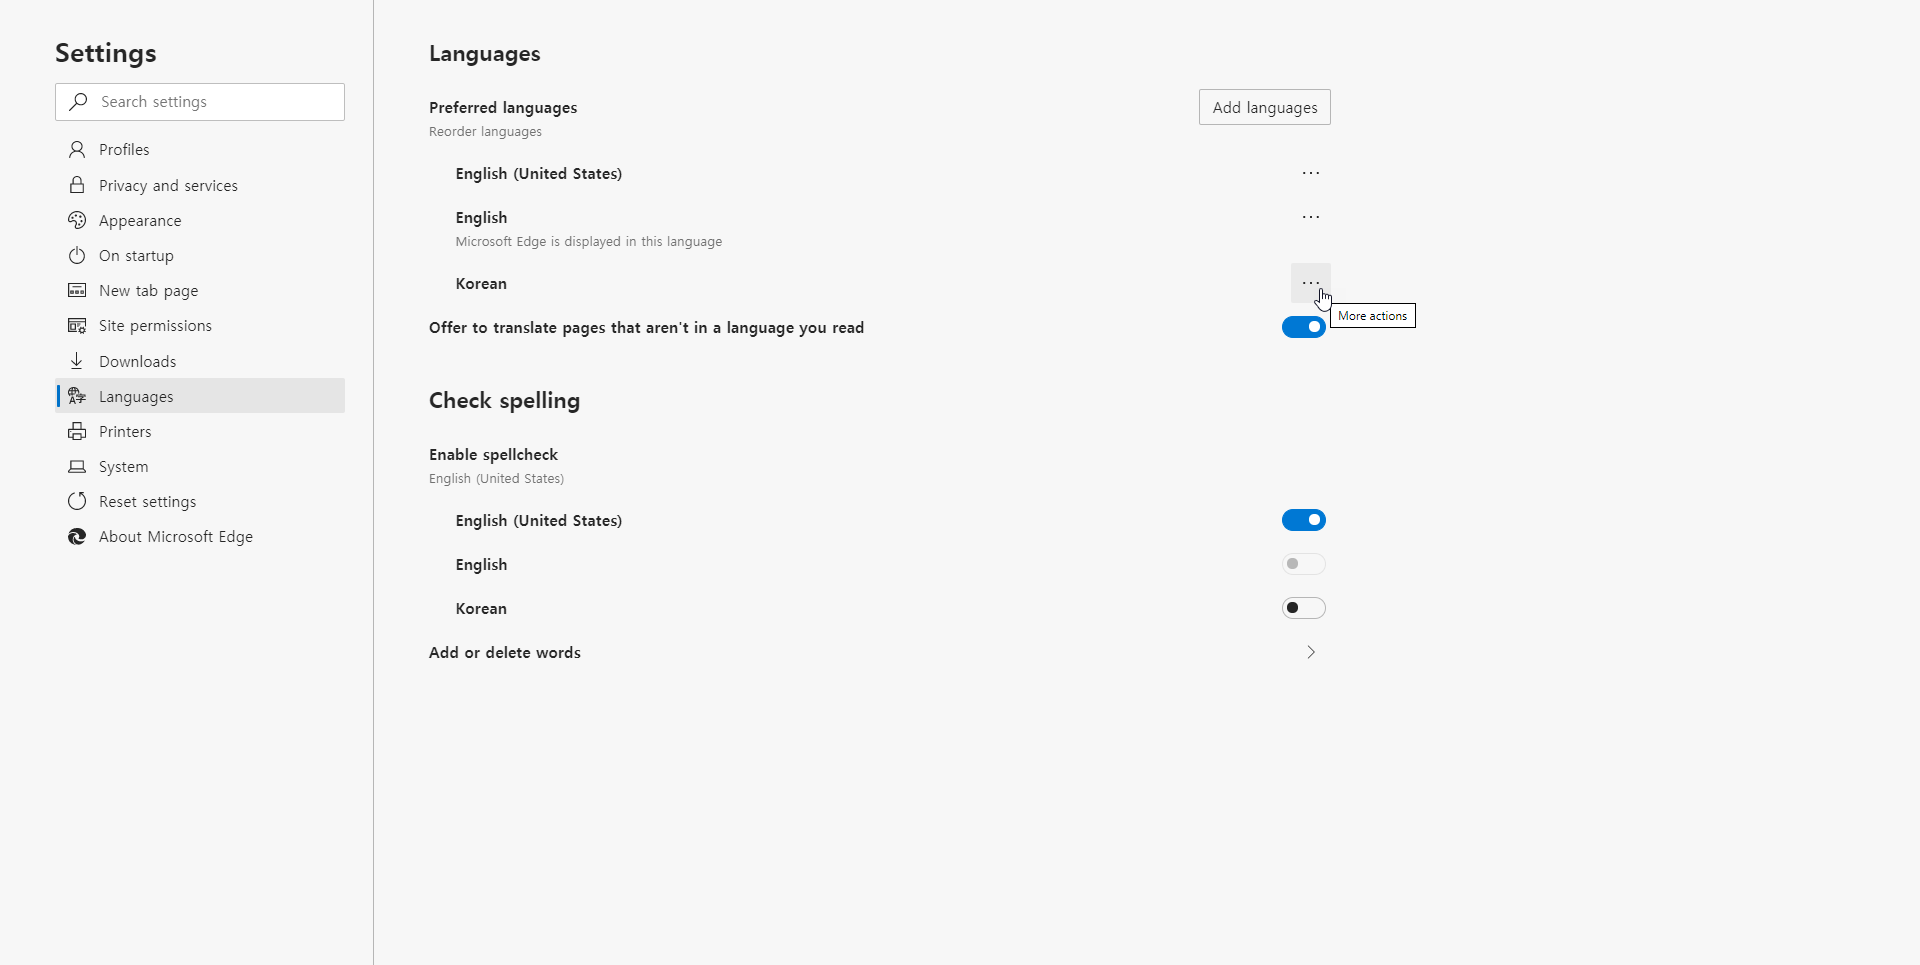 Settings
Search settings
Profiles
Privacy and services
Appearance
On startup
New tab page
Site permissions
Downloads
Languages
Printers
System
Reset settings
About Microsoft Edge
Languages
Preferred languages
Add languages
Reorder languages
English (United States)
English
Microsoft Edge is displayed in this language
Korean
More actions
Offer to translate pages that aren't in a language you read
Check spelling
Enable spellcheck
English (United States)
English (United States)
English
Korean
Add or delete words